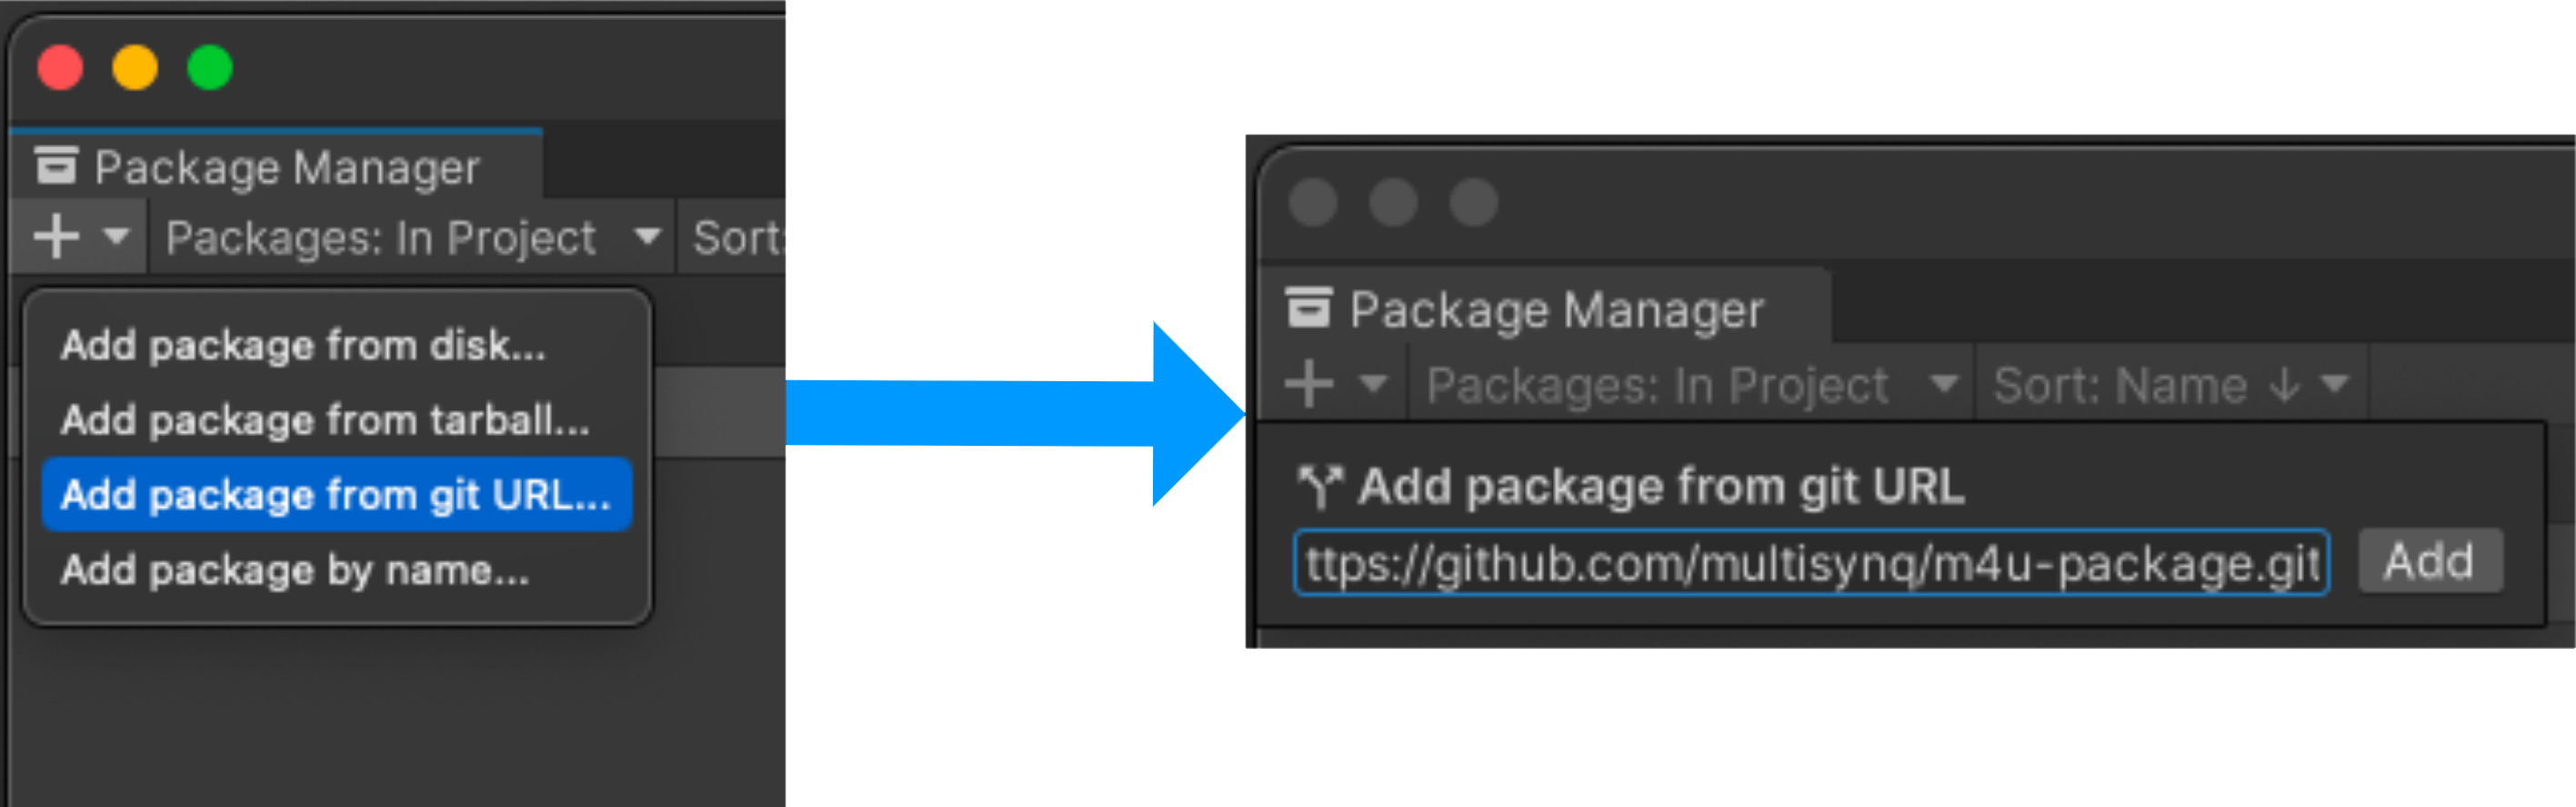 Package Manager
Packages: In Project
Sort:
Add package from disk...
Add package from tarball...
Add package from git URL...
Add package by name...
Package Manager
Packages: In Project
Sort: Name ↓
Add package from git URL
ttps://github.com/multisynq/m4u-package.git
Add